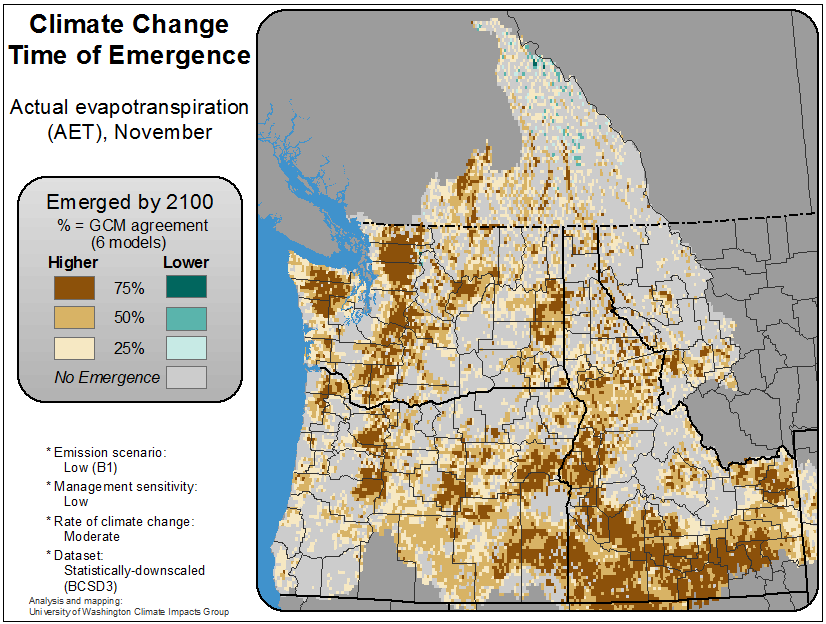 Climate Change
Time of Emergence
Actual evapotranspiration
(AET), November
Emerged by 2100
% = GCM agreement
(6 models)
Higher Lower
75%
50%
25%
No Emergence
* Emission scenario:
Low (B1)
* Management sensitivity:
Low
* Rate of climate change:
Moderate
* Dataset:
Statistically-downscaled
(BCSD3)
Analysis and mapping:
University of Washington Climate Impacts Group